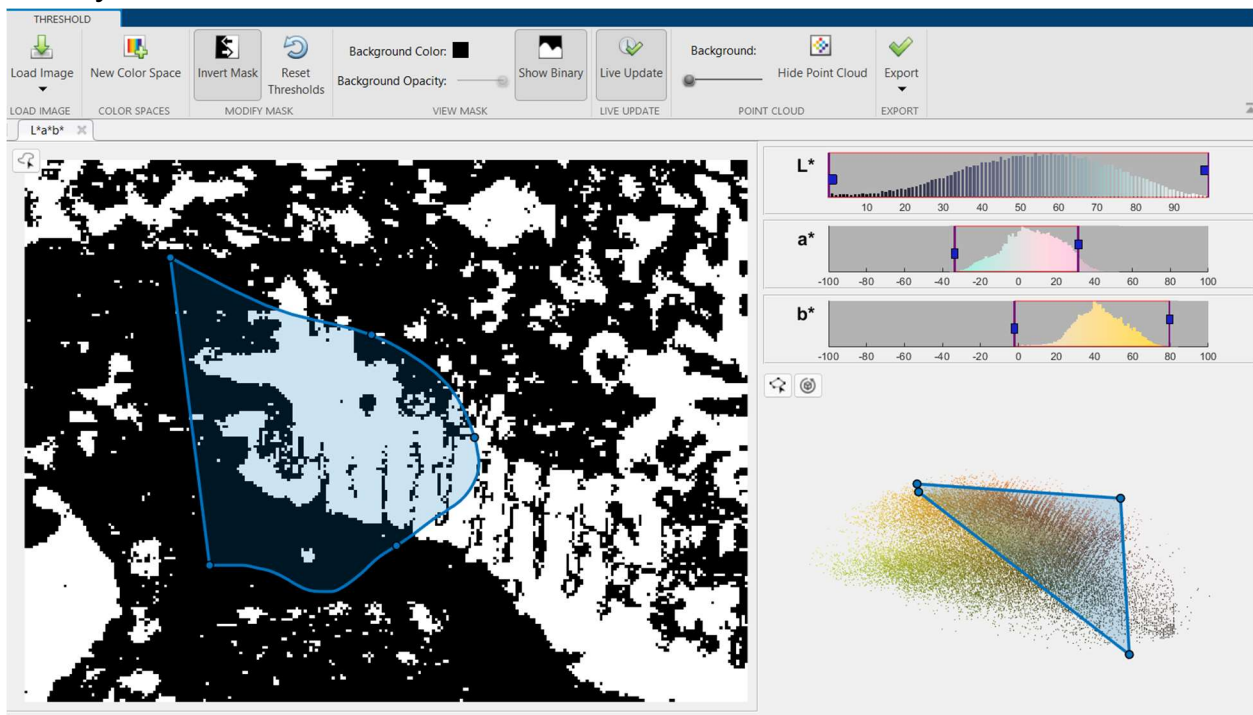 THRESHOLD
Load Image
New Color Space
Invert Mask
Reset
Thresholds
Background Color:
Background Opacity:
Show Binary
Live Update
Background:
Hide Point Cloud
Export
LOAD IMAGE
COLOR SPACES
MODIFY MASK
VIEW MASK
LIVE UPDATE
POINT CLOUD
EXPORT
L*a*b*
L*
10 20 30 40 50 60 70 80 90
a*
-100 -80 -60 -40 -20 0 20 40 60 80 100
b*
-100 -80 -60 -40 -20 0 20 40 60 80 100